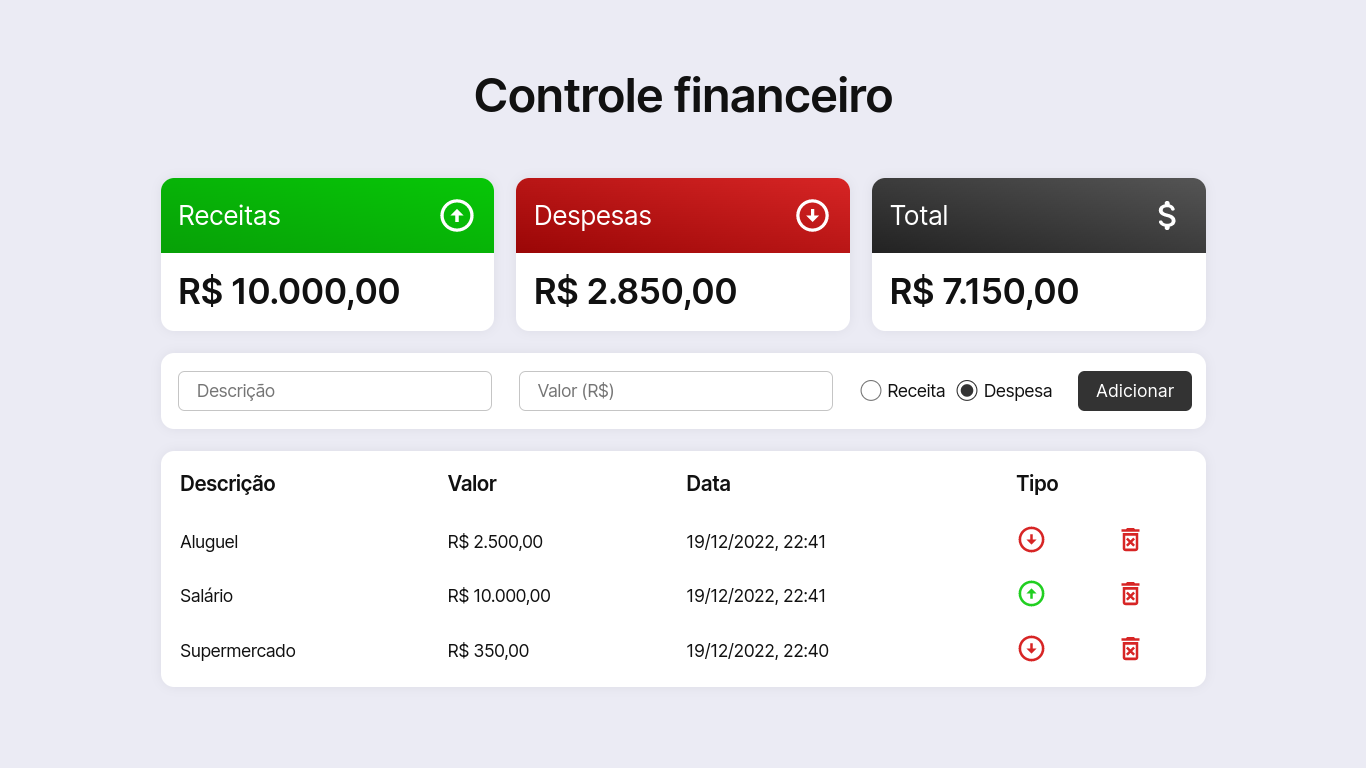 Controle financeiro
Receitas
R$ 10.000,00
Despesas
R$ 2.850,00
Total
$
R$ 7.150,00
Descrição Valor (R$) Receita Despesa Adicionar
Descrição Valor Data Tipo
Aluguel R$ 2.500,00 19/12/2022, 22:41
Salário R$ 10.000,00 19/12/2022, 22:41
Supermercado R$ 350,00 19/12/2022, 22:40